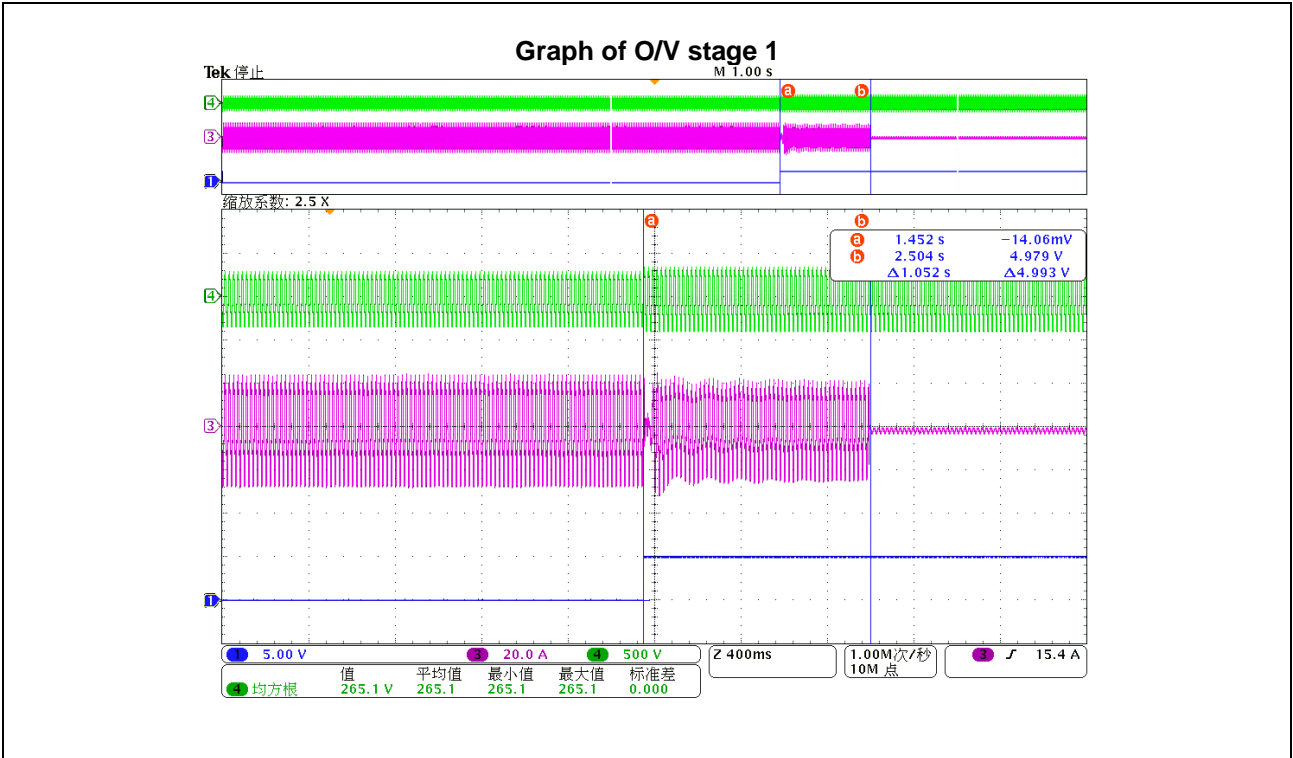 Graph of O/V stage 1
Tek 停止
M 1.00 s
a b
4
3
1
缩放系数: 2.5 X
a b
a 1.452 s −14.06mV
b 2.504 s 4.979 V
Δ1.052 s Δ4.993 V
4
3
1
1 5.00 V 3 20.0 A 4 500 V
Z 400ms
1.00M次/秒
10M 点
3 15.4 A
值 平均值 最小值 最大值 标准差
4 均方根 265.1 V 265.1 265.1 265.1 0.000